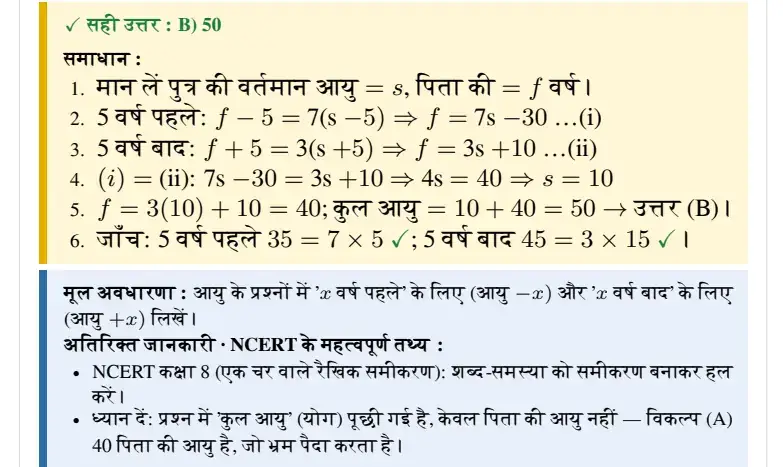 ✓ सही उत्तर : B) 50
समाधान :
1. मान लें पुत्र की वर्तमान आयु = s, पिता की = f वर्ष।
2. 5 वर्ष पहले: f − 5 = 7(s −5) ⇒ f = 7s −30 …(i)
3. 5 वर्ष बाद: f + 5 = 3(s +5) ⇒ f = 3s +10 …(ii)
4. (i) = (ii): 7s −30 = 3s +10 ⇒ 4s = 40 ⇒ s = 10
5. f = 3(10) + 10 = 40; कुल आयु = 10 + 40 = 50 → उत्तर (B)।
6. जाँच: 5 वर्ष पहले 35 = 7 × 5 ✓; 5 वर्ष बाद 45 = 3 × 15 ✓ ।
मूल अवधारणा : आयु के प्रश्नों में 'x वर्ष पहले' के लिए (आयु −x) और 'x वर्ष बाद' के लिए
(आयु +x) लिखें।
अतिरिक्त जानकारी · NCERT के महत्वपूर्ण तथ्य :
• NCERT कक्षा 8 (एक चर वाले रैखिक समीकरण): शब्द-समस्या को समीकरण बनाकर हल
करें।
• ध्यान दें: प्रश्न में 'कुल आयु' (योग) पूछी गई है, केवल पिता की आयु नहीं — विकल्प (A)
40 पिता की आयु है, जो भ्रम पैदा करता है।